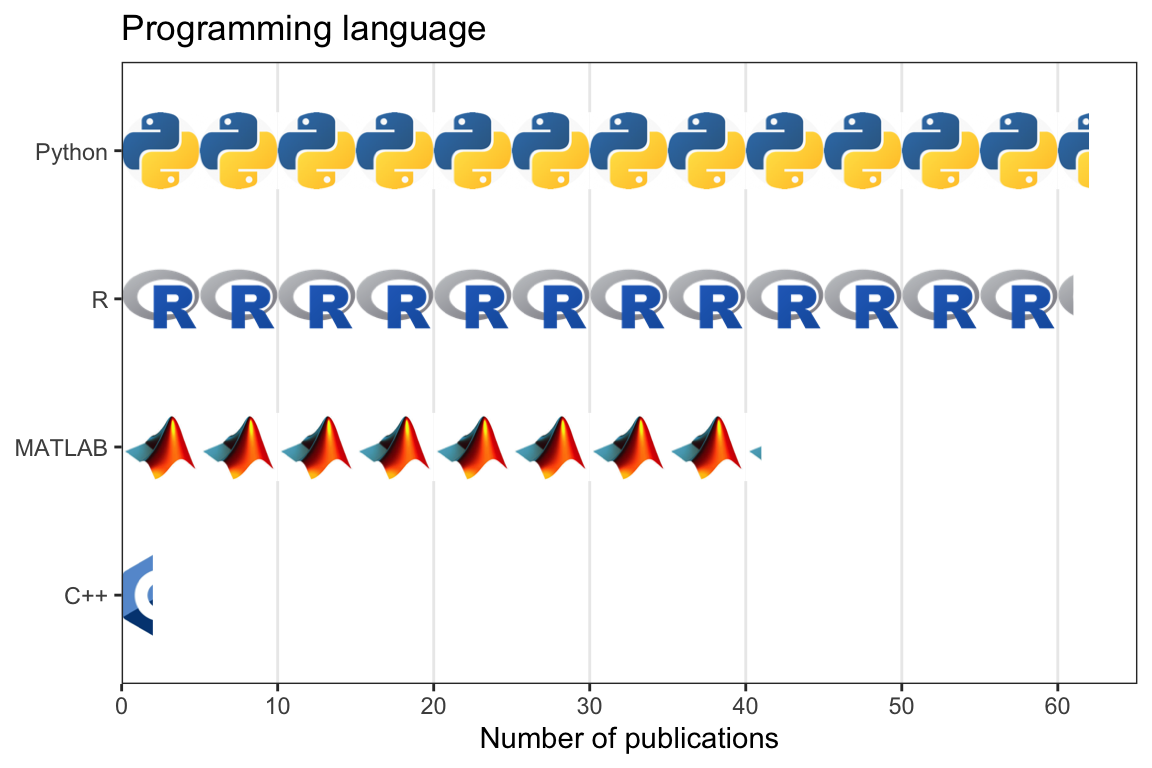 Programming language
Python
R
R R R R R R R R R R R R
MATLAB
C++
0 10 20 30 40 50 60
Number of publications